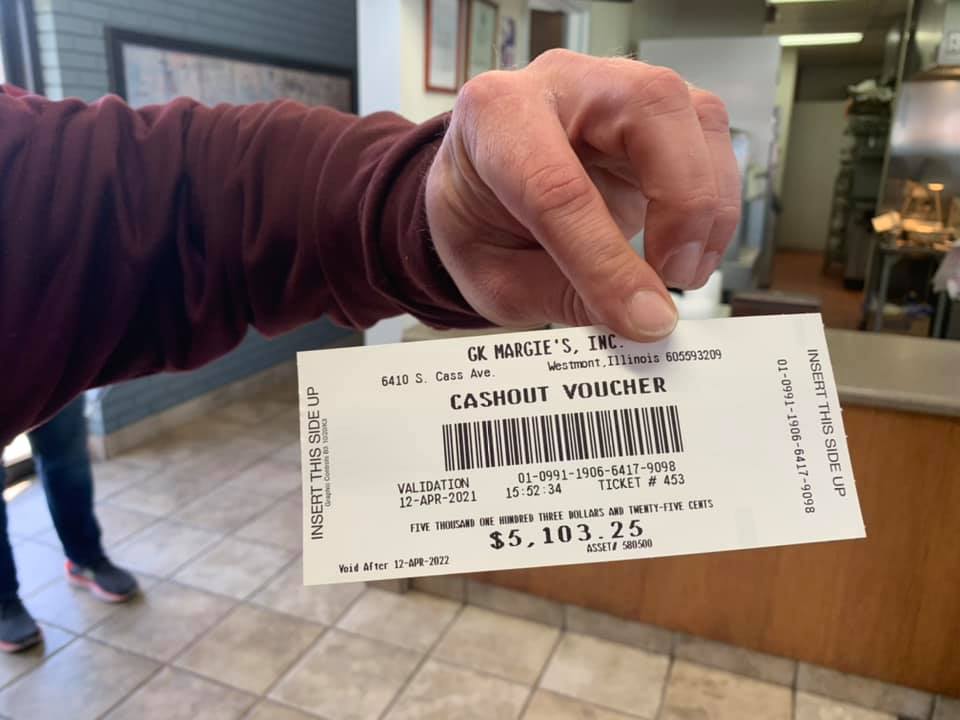 GK MARGIE'S, INC.
6410 S. Cass Ave. Westmont, Illinois 605593209
CASHOUT VOUCHER
VALIDATION 01-0991-1906-6417-9098
12-APR-2021 15:52:34 TICKET # 453
FIVE THOUSAND ONE HUNDRED THREE DOLLARS AND TWENTY-FIVE CENTS
$5,103.25
Void After 12-APR-2022 ASSET# 580500
INSERT THIS SIDE UP
Graphic Controls B3
01-0991-1906-6417-9098
INSERT THIS SIDE UP